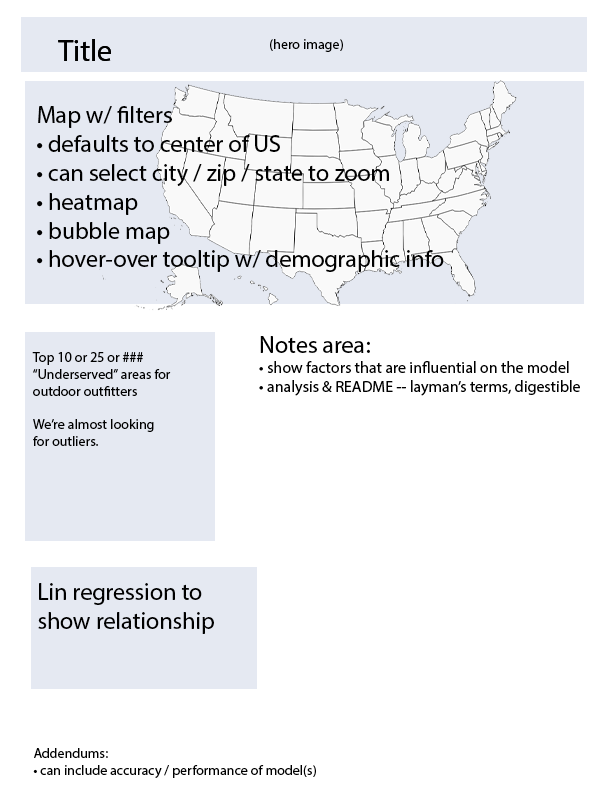 Title
(hero image)
Map w/ filters
• defaults to center of US
• can select city / zip / state to zoom
• heatmap
• bubble map
• hover-over tooltip w/ demographic info
Top 10 or 25 or ###
“Underserved” areas for
outdoor outfitters
We’re almost looking
for outliers.
Notes area:
• show factors that are influential on the model
• analysis & README -- layman’s terms, digestible
Lin regression to
show relationship
Addendums:
• can include accuracy / performance of model(s)